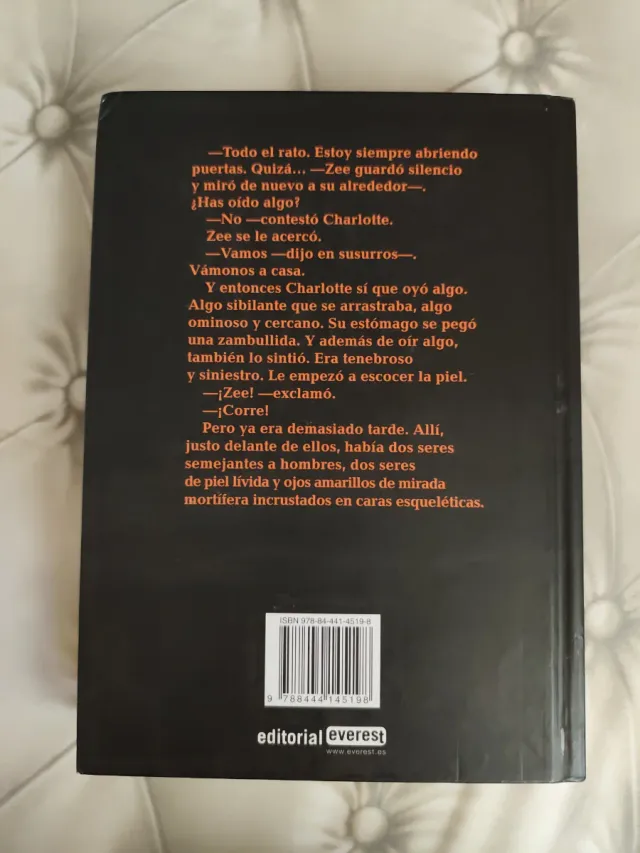 —Todo el rato. Estoy siempre abriendo
puertas. Quizá... —Zee guardó silencio
y miró de nuevo a su alrededor—.
¿Has oído algo?
—No —contestó Charlotte.
Zee se le acercó.
—Vamos —dijo en susurros—.
Vámonos a casa.
Y entonces Charlotte sí que oyó algo.
Algo sibilante que se arrastraba, algo
ominoso y cercano. Su estómago se pegó
una zambullida. Y además de oír algo,
también lo sintió. Era tenebroso
y siniestro. Le empezó a escocer la piel.
—¡Zee! —exclamó.
—¡Corre!
Pero ya era demasiado tarde. Allí,
justo delante de ellos, había dos seres
semejantes a hombres, dos seres
de piel lívida y ojos amarillos de mirada
mortífera incrustados en caras esqueléticas.
ISBN 978-84-441-4519-8
9 788444 145198
editorial everest
www.everest.es